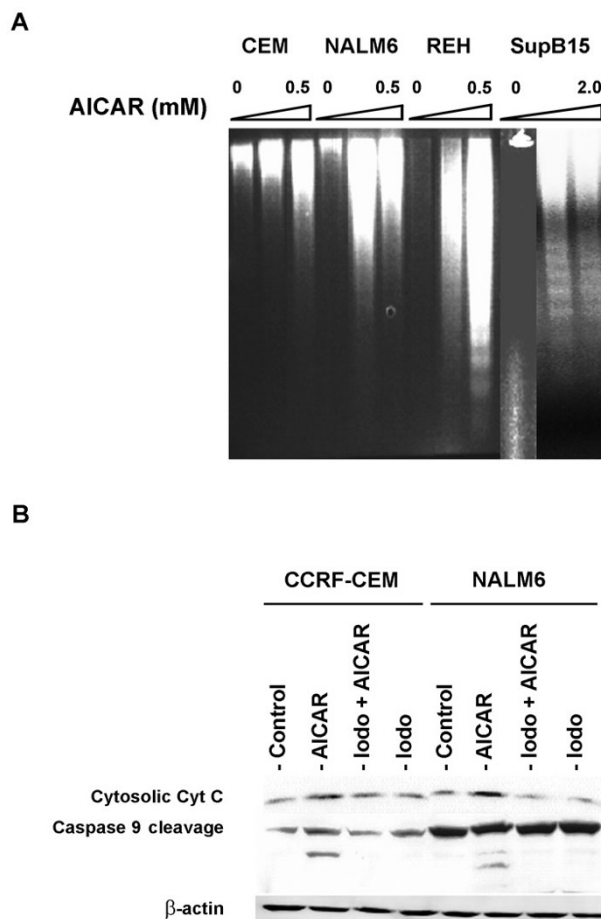 A
CEM NALM6 REH SupB15
AICAR (mM) 0 0.5 0 0.5 0 0.5 0 2.0
B
CCRF-CEM NALM6
- Control - AICAR - Iodo + AICAR - Iodo - Control - AICAR - Iodo + AICAR - Iodo
Cytosolic Cyt C
Caspase 9 cleavage
β-actin